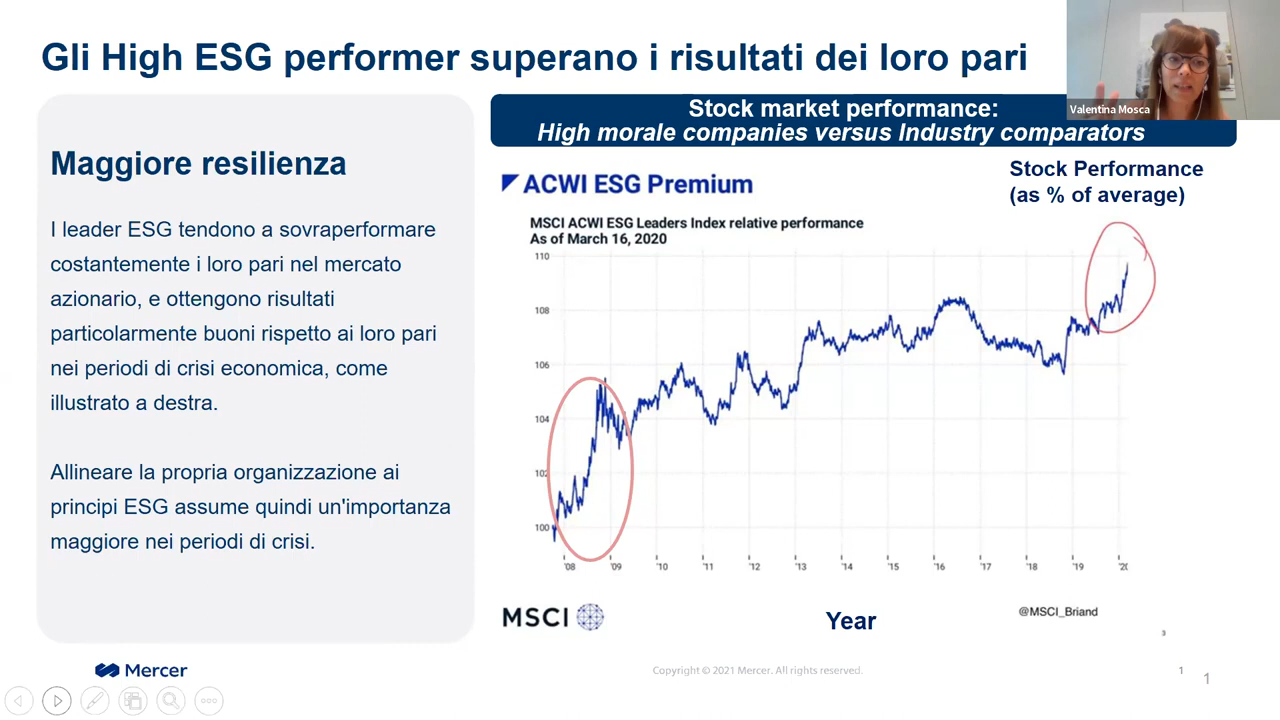 Gli High ESG performer superano i risultati dei loro pari
Valentina Mosca
Maggiore resilienza
I leader ESG tendono a sovraperformare
costantemente i loro pari nel mercato
azionario, e ottengono risultati
particolarmente buoni rispetto ai loro pari
nei periodi di crisi economica, come
illustrato a destra.
Allineare la propria organizzazione ai
principi ESG assume quindi un'importanza
maggiore nei periodi di crisi.
Stock market performance:
High morale companies versus Industry comparators
Stock Performance
(as % of average)
ACWI ESG Premium
MSCI ACWI ESG Leaders Index relative performance
As of March 16, 2020
110
108
106
104
102
100
'08 '09 '10 '11 '12 '13 '14 '15 '16 '17 '18 '19 '20
MSCI
Year
@MSCI_Briand
3
Mercer
Copyright © 2021 Mercer. All rights reserved.
1
1